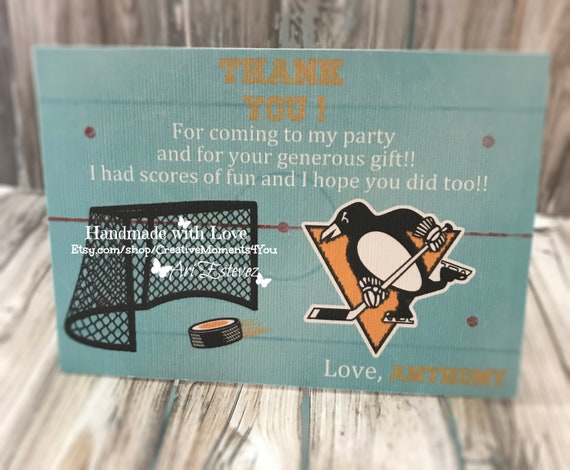 THANK
YOU !
For coming to my party
and for your generous gift!!
I had scores of fun and I hope you did too!!
Handmade with Love
Etsy.com/shop/CreativeMoments4You
Ari Estevez
Love, ANTHONY